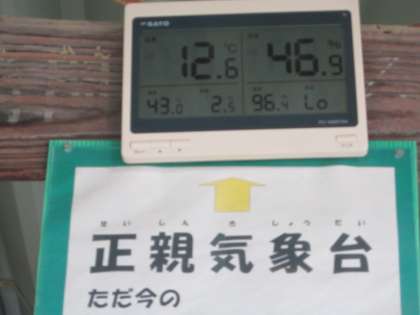 SATO
12.6 ℃ 46.9 %
43.0 2.5 96.4 Lo
せい しん き しょう だい
正親気象台
ただ今の